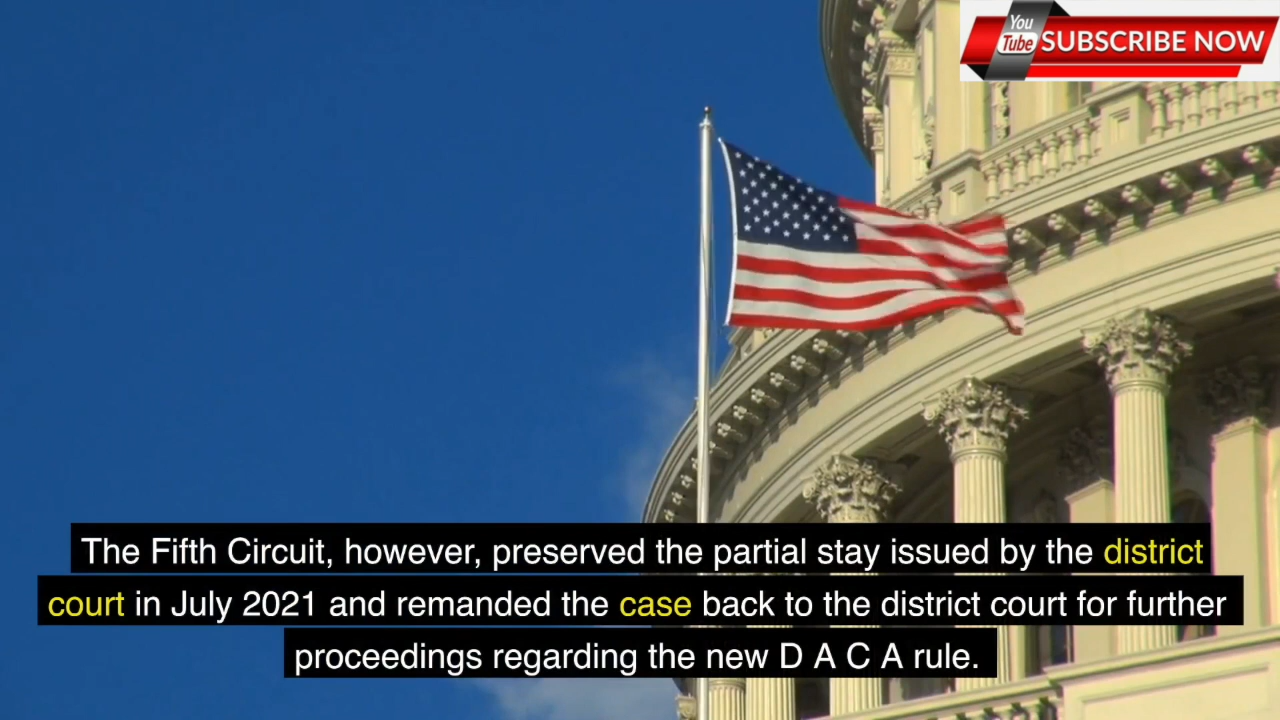 You
Tube SUBSCRIBE NOW
The Fifth Circuit, however, preserved the partial stay issued by the district
court in July 2021 and remanded the case back to the district court for further
proceedings regarding the new D A C A rule.